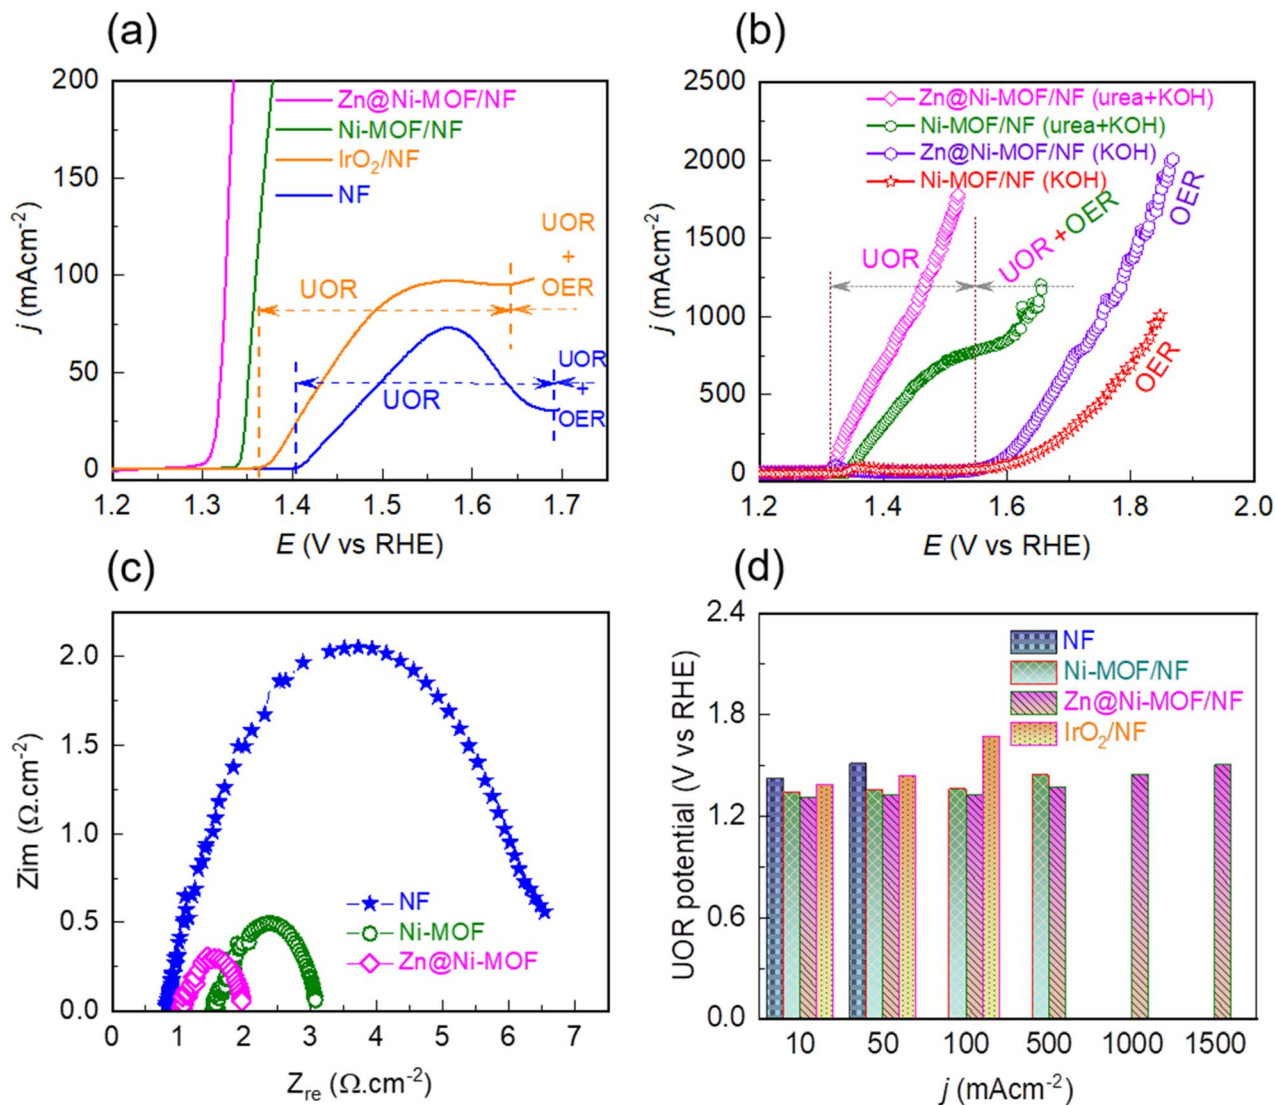 (a)
200
150
100
50
0
j (mAcm⁻²)
Zn@Ni-MOF/NF
Ni-MOF/NF
IrO₂/NF
NF
UOR
+
OER
UOR
UOR
UOR
+
OER
1.2 1.3 1.4 1.5 1.6 1.7
E (V vs RHE)
(b)
2500
2000
1500
1000
500
0
j (mAcm⁻²)
Zn@Ni-MOF/NF (urea+KOH)
Ni-MOF/NF (urea+KOH)
Zn@Ni-MOF/NF (KOH)
Ni-MOF/NF (KOH)
UOR
UOR +OER
OER
OER
1.2 1.4 1.6 1.8 2.0
E (V vs RHE)
(c)
2.0
1.5
1.0
0.5
0.0
Zim (Ω.cm⁻²)
NF
Ni-MOF
Zn@Ni-MOF
0 1 2 3 4 5 6 7
Zre (Ω.cm⁻²)
(d)
2.4
1.8
1.2
0.6
0.0
UOR potential (V vs RHE)
NF
Ni-MOF/NF
Zn@Ni-MOF/NF
IrO₂/NF
10 50 100 500 1000 1500
j (mAcm⁻²)